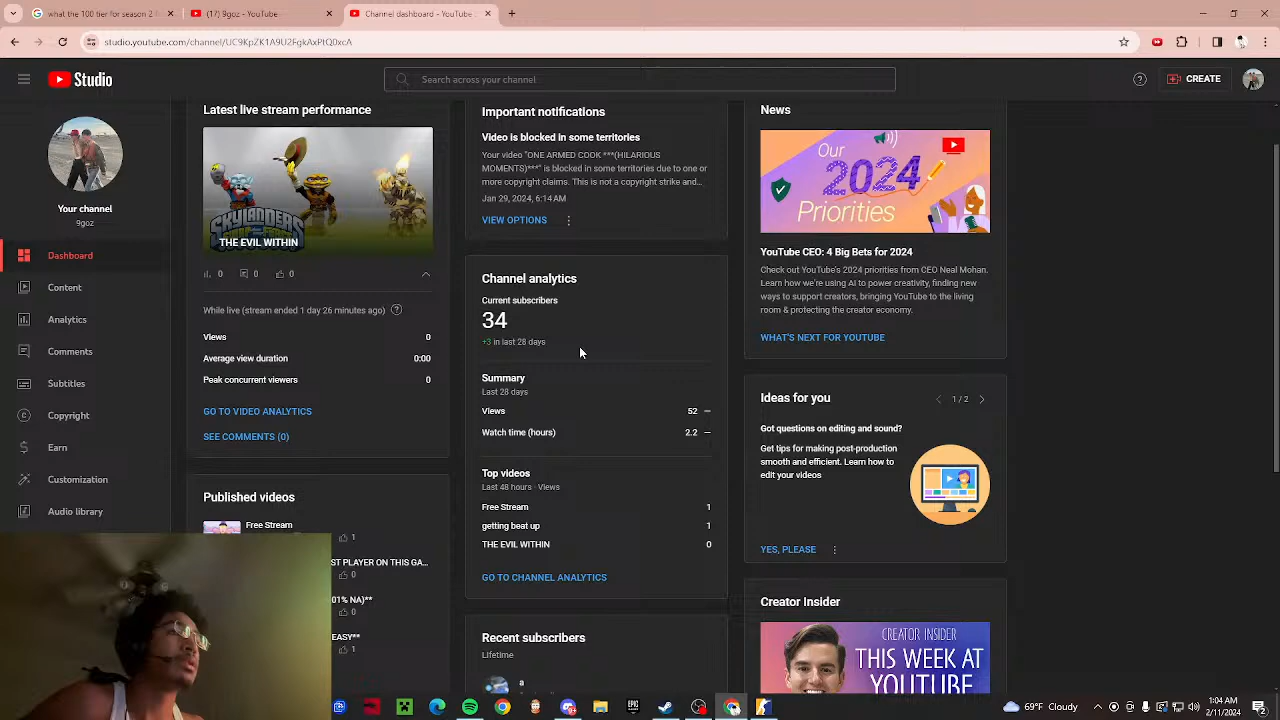 what the 100 tier for season 2
(17) 9goz - YouTube
Channel dashboard - YouTube
studio.youtube.com/channel/UC9KpZK1A9U2FgkAxPtQ0xcA
Studio
Search across your channel
CREATE
Your channel
9goz
Dashboard
Content
Analytics
Comments
Subtitles
Copyright
Earn
Customization
Audio library
Latest live stream performance
SKYLANDERS
THE EVIL WITHIN
0
0
0
While live (stream ended 1 day 26 minutes ago)
Views 0
Average view duration 0:00
Peak concurrent viewers 0
GO TO VIDEO ANALYTICS
SEE COMMENTS (0)
Published videos
Free Stream
1
ST PLAYER ON THIS GA...
0
01% NA)**
0
EASY**
1
Important notifications
Video is blocked in some territories
Your video "ONE ARMED COOK ***(HILARIOUS
MOMENTS)***" is blocked in some territories due to one or
more copyright claims. This is not a copyright strike and...
Jan 29, 2024, 6:14 AM
VIEW OPTIONS
Channel analytics
Current subscribers
34
+3 in last 28 days
Summary
Last 28 days
Views 52 —
Watch time (hours) 2.2 —
Top videos
Last 48 hours · Views
Free Stream 1
getting beat up 1
THE EVIL WITHIN 0
GO TO CHANNEL ANALYTICS
Recent subscribers
Lifetime
a
News
Our
2024
Priorities
YouTube CEO: 4 Big Bets for 2024
Check out YouTube's 2024 priorities from CEO Neal Mohan.
Learn how we're using AI to power creativity, finding new
ways to support creators, bringing YouTube to the living
room & protecting the creator economy.
WHAT'S NEXT FOR YOUTUBE
Ideas for you
1 / 2
Got questions on editing and sound?
Get tips for making post-production
smooth and efficient. Learn how to
edit your videos
YES, PLEASE
Creator Insider
CREATOR INSIDER
THIS WEEK AT
YOUTUBE
69°F Cloudy
1:04 AM
2/11/2024